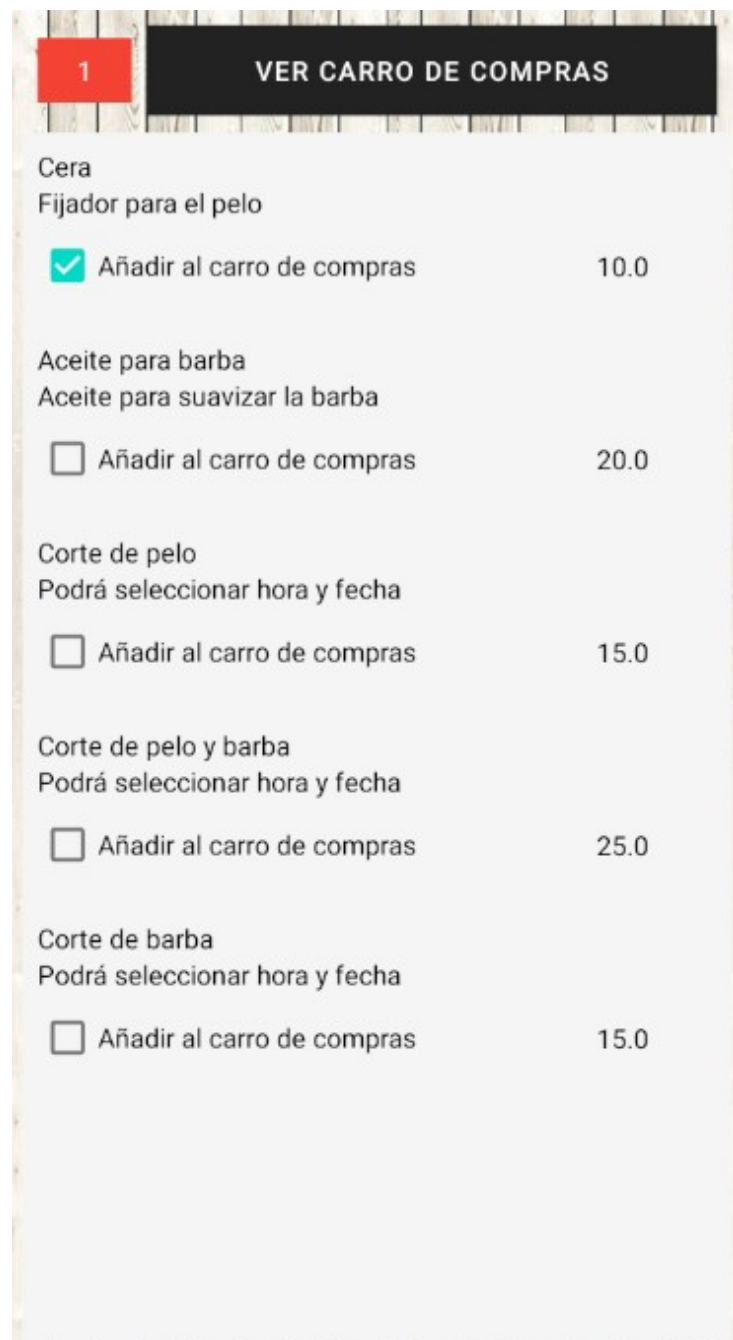 1
VER CARRO DE COMPRAS
Cera
Fijador para el pelo
Añadir al carro de compras 10.0
Aceite para barba
Aceite para suavizar la barba
Añadir al carro de compras 20.0
Corte de pelo
Podrá seleccionar hora y fecha
Añadir al carro de compras 15.0
Corte de pelo y barba
Podrá seleccionar hora y fecha
Añadir al carro de compras 25.0
Corte de barba
Podrá seleccionar hora y fecha
Añadir al carro de compras 15.0